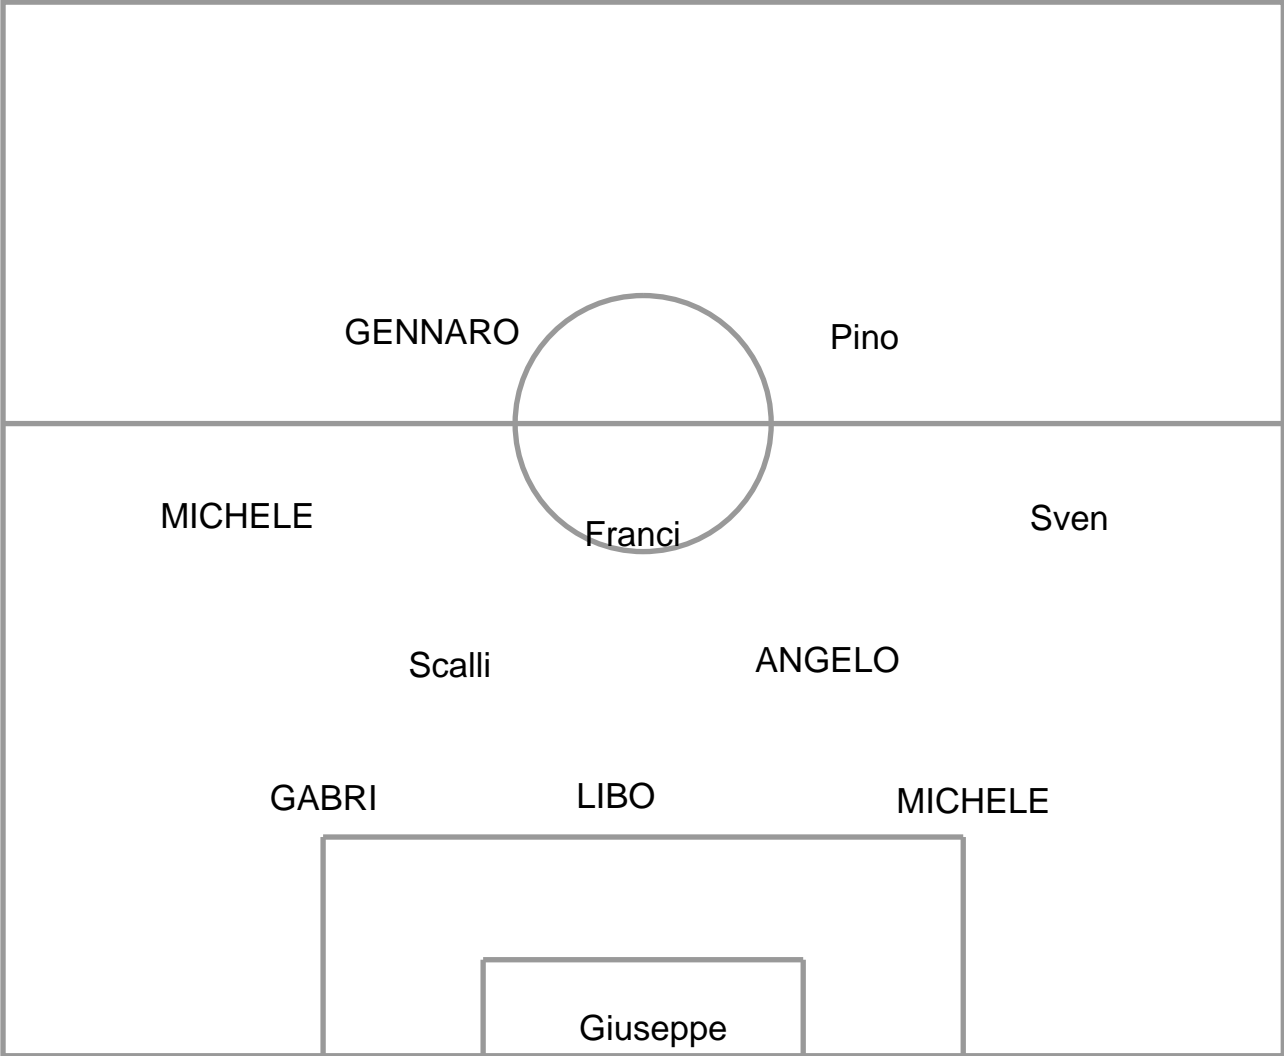 GENNARO Pino
MICHELE Franci Sven
Scalli ANGELO
GABRI LIBO MICHELE
Giuseppe